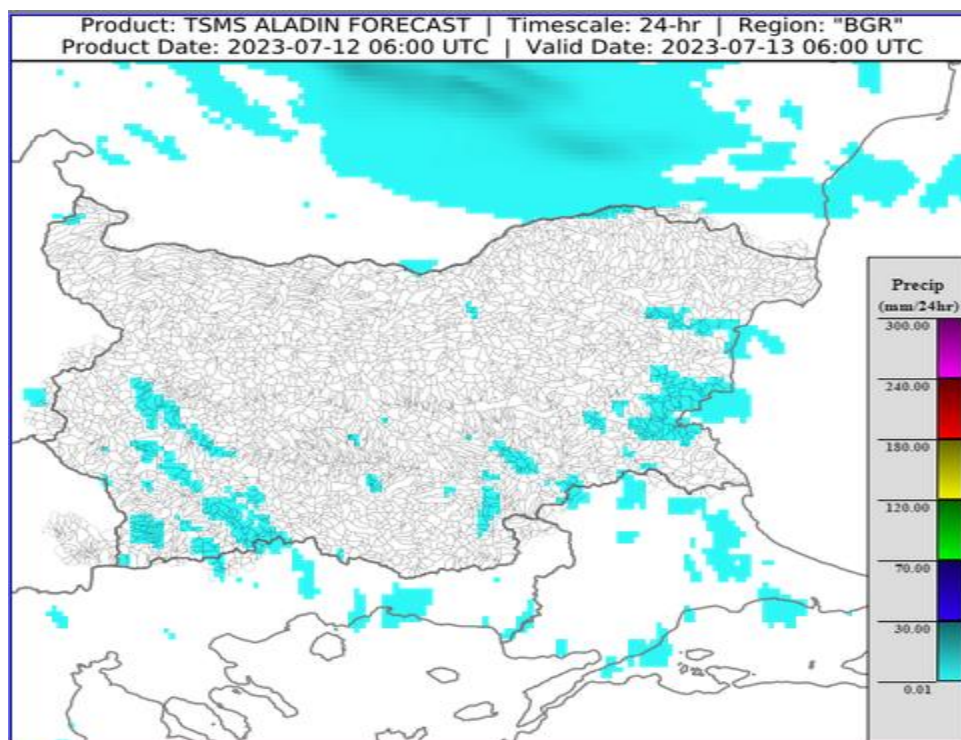 Product: TSMS ALADIN FORECAST | Timescale: 24-hr | Region: "BGR"
Product Date: 2023-07-12 06:00 UTC | Valid Date: 2023-07-13 06:00 UTC
Precip
(mm/24hr)
300.00
240.00
180.00
120.00
70.00
30.00
0.01